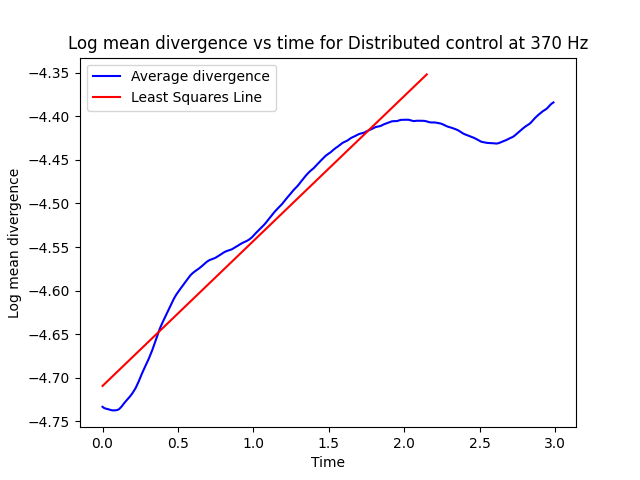 Log mean divergence vs time for Distributed control at 370 Hz
Average divergence
Least Squares Line
Log mean divergence
−4.35
−4.40
−4.45
−4.50
−4.55
−4.60
−4.65
−4.70
−4.75
0.0 0.5 1.0 1.5 2.0 2.5 3.0
Time